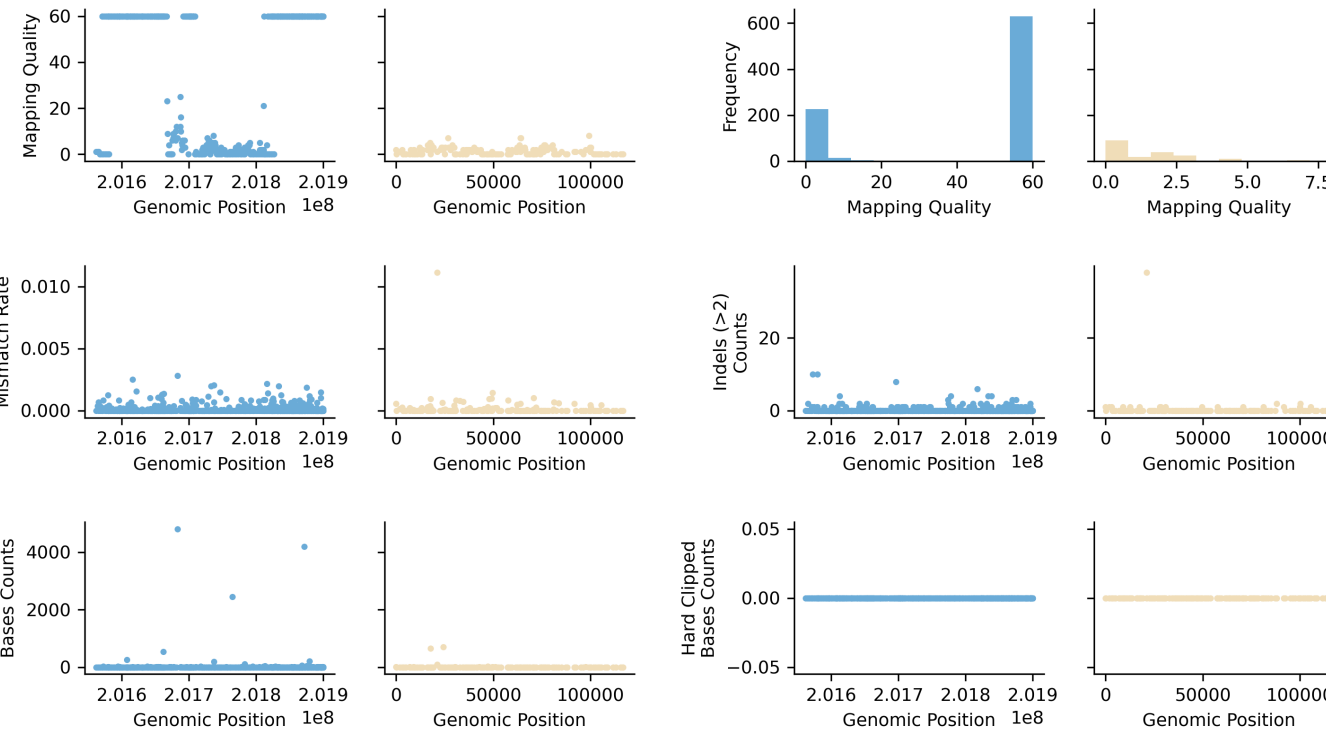 Mapping Quality
60
40
20
0
2.016 2.017 2.018 2.019
1e8
Genomic Position
0 50000 100000
Genomic Position
Frequency
600
400
200
0
0 20 40 60
Mapping Quality
0.0 2.5 5.0
Mapping Quality
Mismatch Rate
0.010
0.005
0.000
2.016 2.017 2.018 2.019
1e8
Genomic Position
0 50000 100000
Genomic Position
Indels (>2)
Counts
20
0
2.016 2.017 2.018 2.019
1e8
Genomic Position
0 50000
Genomic Position
Bases Counts
4000
2000
0
2.016 2.017 2.018 2.019
1e8
Genomic Position
0 50000 100000
Genomic Position
Hard Clipped
Bases Counts
0.05
0.00
−0.05
2.016 2.017 2.018 2.019
1e8
Genomic Position
0 50000
Genomic Position